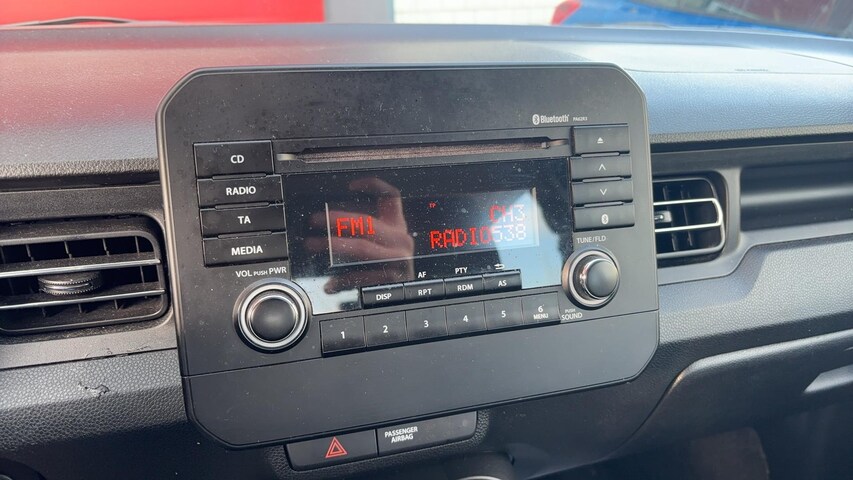 Bluetooth PA0283
CD
RADIO
TA
MEDIA
FM1
CH3
RADIO538
TUNE/FLD
VOL PUSH PWR
AF PTY
DISP RPT RDM AS
1 2 3 4 5 6
MENU
PUSH
SOUND
PASSENGER
AIRBAG